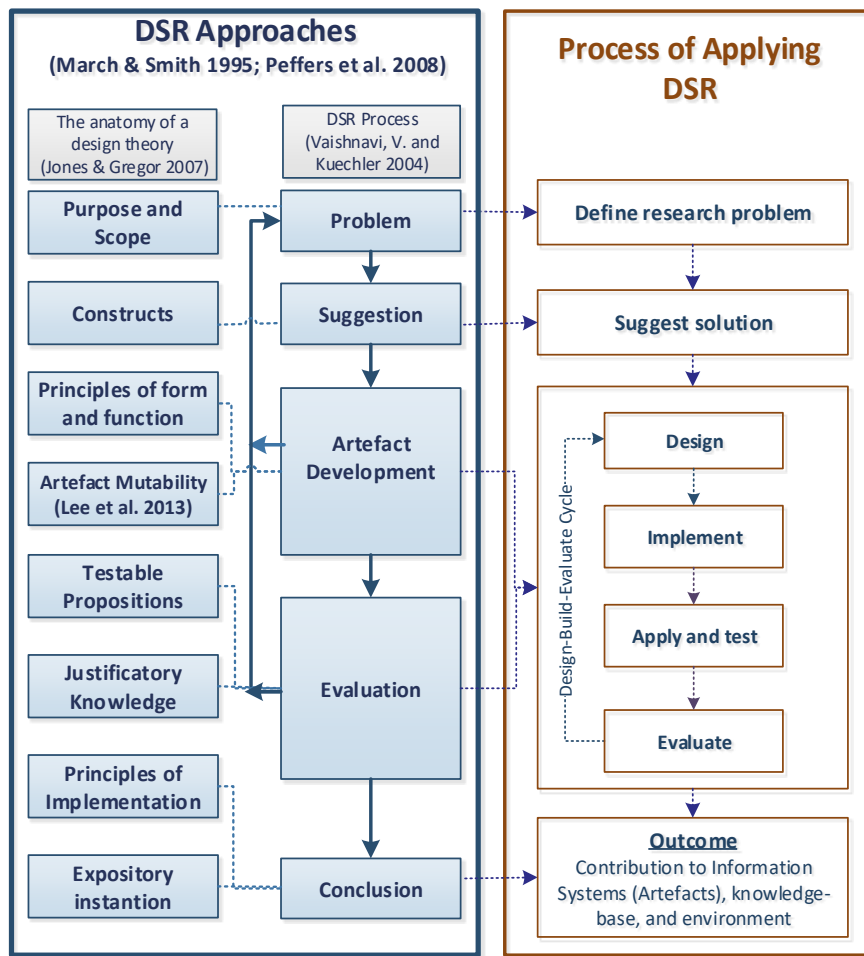 DSR Approaches
(March & Smith 1995; Peffers et al. 2008)
The anatomy of a
design theory
(Jones & Gregor 2007)
DSR Process
(Vaishnavi, V. and
Kuechler 2004)
Purpose and
Scope
Constructs
Principles of form
and function
Artefact Mutability
(Lee et al. 2013)
Testable
Propositions
Justificatory
Knowledge
Principles of
Implementation
Expository
instantion
Problem
Suggestion
Artefact
Development
Evaluation
Conclusion
Process of Applying
DSR
Define research problem
Suggest solution
Design-Build-Evaluate Cycle
Design
Implement
Apply and test
Evaluate
Outcome
Contribution to Information
Systems (Artefacts), knowledge-
base, and environment